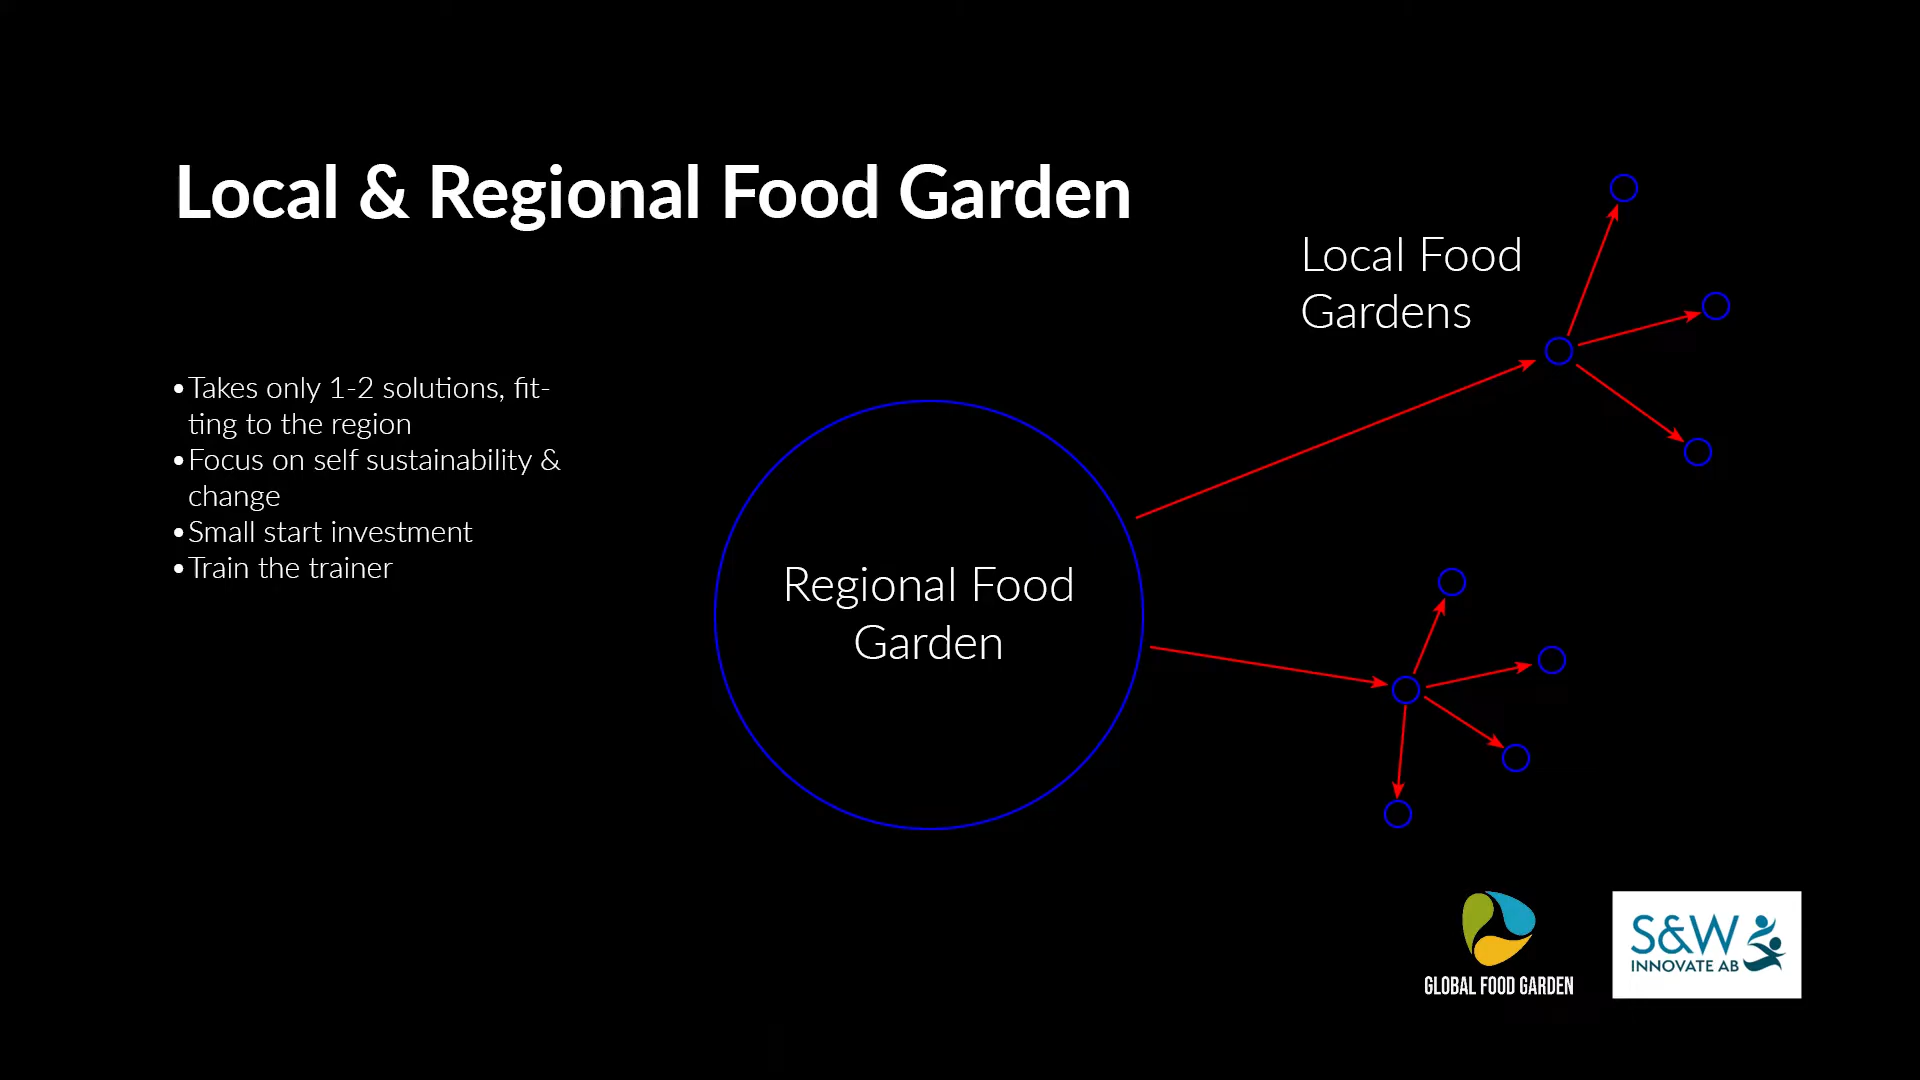 Local & Regional Food Garden
•Takes only 1-2 solutions, fit-
ting to the region
•Focus on self sustainability &
change
•Small start investment
•Train the trainer
Local Food
Gardens
Regional Food
Garden
GLOBAL FOOD GARDEN
S&W
INNOVATE AB